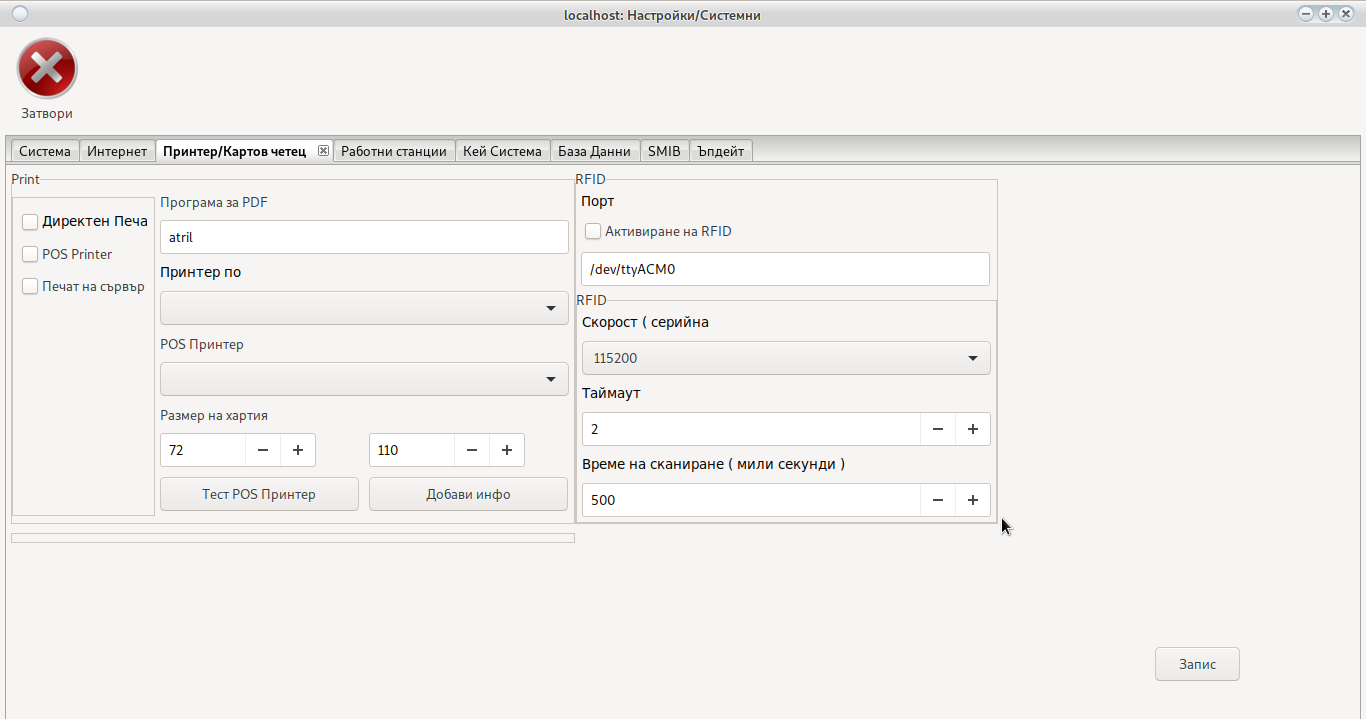 localhost: Настройки/Системни
Затвори
Система Интернет Принтер/Картов четец Работни станции Кей Система База Данни SMIB Ъпдейт
Print
Директен Печа
POS Printer
Печат на сървър
Програма за PDF
atril
Принтер по
POS Принтер
Размер на хартия
72 110
Тест POS Принтер Добави инфо
RFID
Порт
Активиране на RFID
/dev/ttyACM0
RFID
Скорост ( серийна
115200
Таймаут
2
Време на сканиране ( мили секунди )
500
Запис